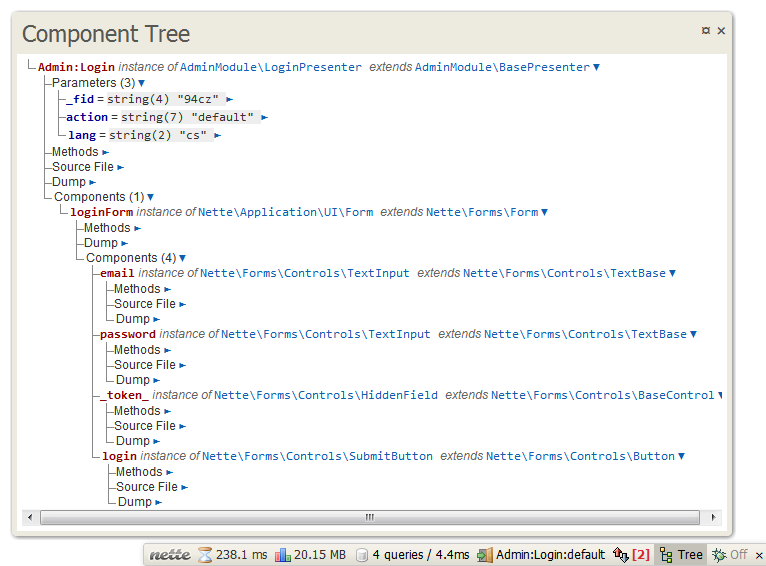 Component Tree
Admin:Login instance of AdminModule\LoginPresenter extends AdminModule\BasePresenter ▼
Parameters (3) ▼
_fid = string(4) "94cz" ►
action = string(7) "default" ►
lang = string(2) "cs" ►
Methods ►
Source File ►
Dump ►
Components (1) ▼
loginForm instance of Nette\Application\UI\Form extends Nette\Forms\Form ▼
Methods ►
Dump ►
Components (4) ▼
email instance of Nette\Forms\Controls\TextInput extends Nette\Forms\Controls\TextBase ▼
Methods ►
Source File ►
Dump ►
password instance of Nette\Forms\Controls\TextInput extends Nette\Forms\Controls\TextBase ▼
Methods ►
Source File ►
Dump ►
_token_ instance of Nette\Forms\Controls\HiddenField extends Nette\Forms\Controls\BaseControl ▼
Methods ►
Source File ►
Dump ►
login instance of Nette\Forms\Controls\SubmitButton extends Nette\Forms\Controls\Button ▼
Methods ►
Source File ►
Dump ►
nette 238.1 ms 20.15 MB 4 queries / 4.4ms Admin:Login:default [2] Tree Off ×